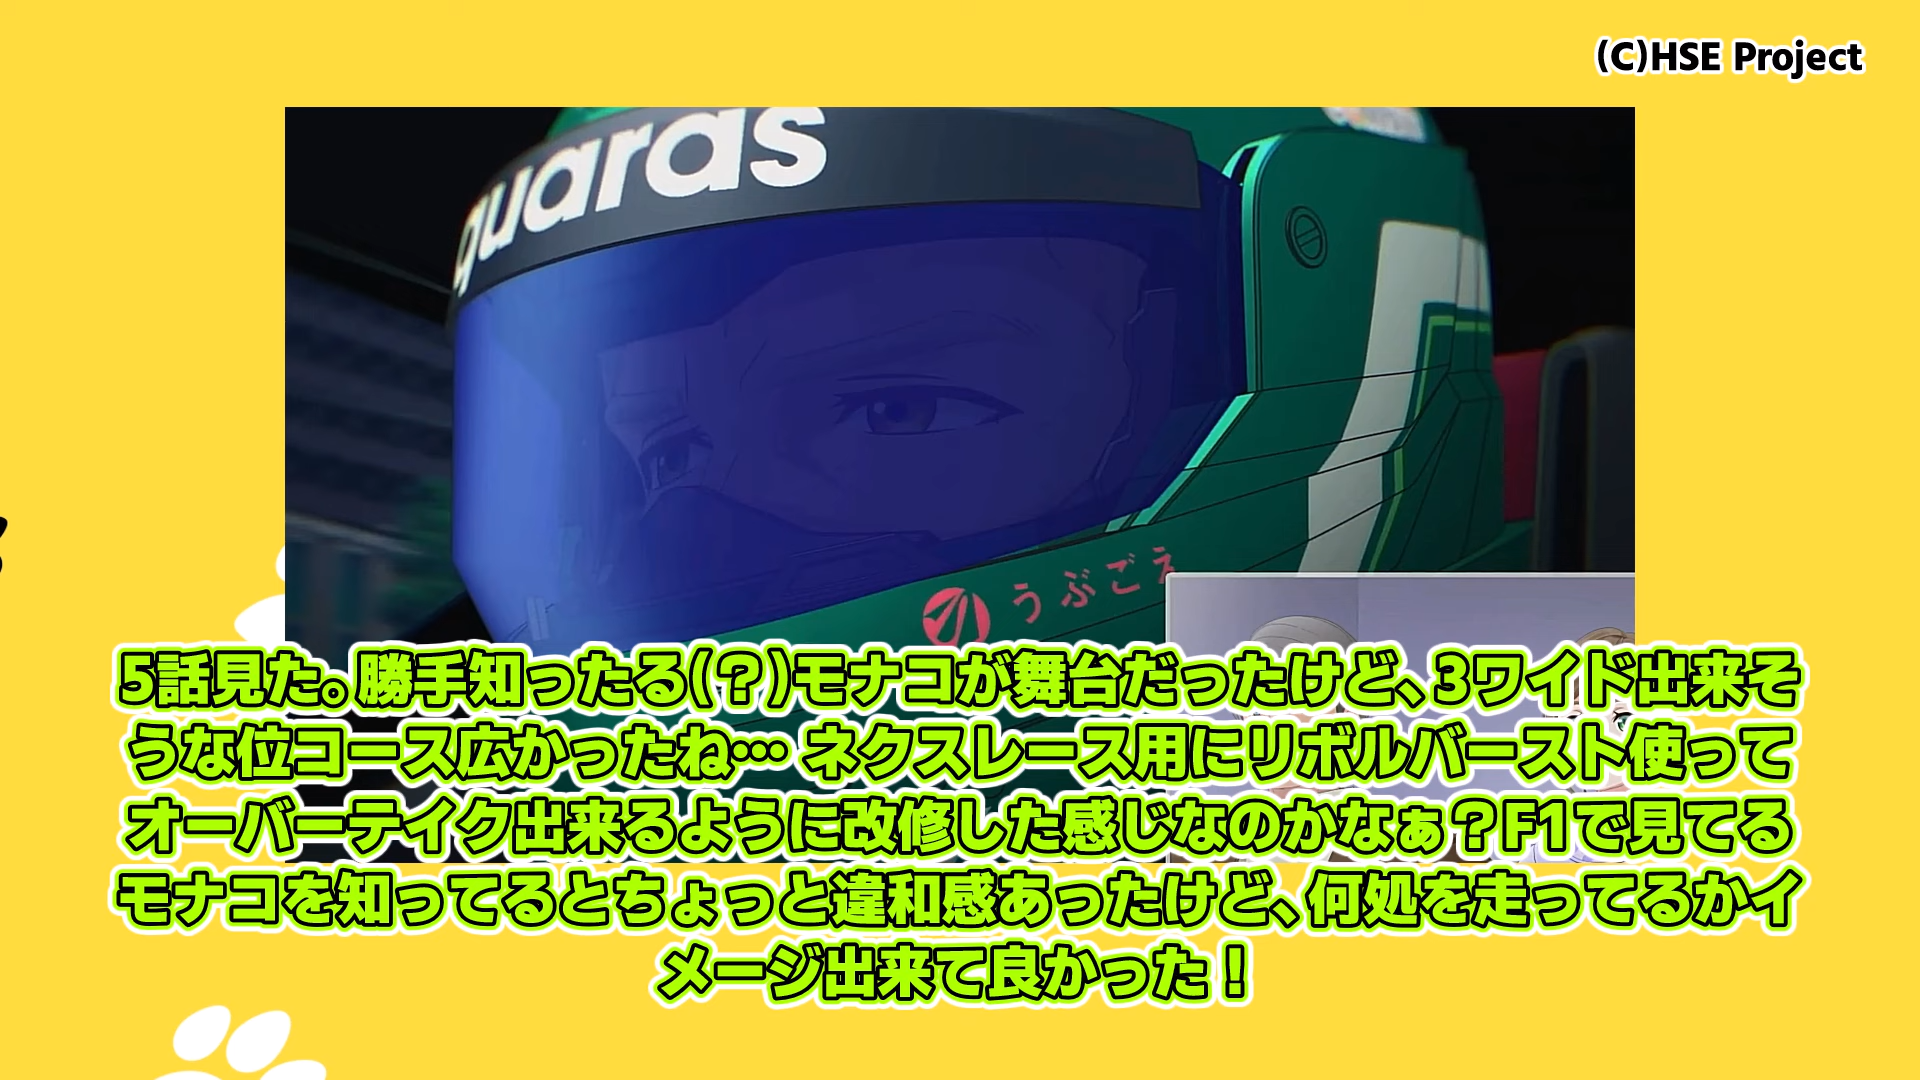 (C)HSE Project
guaras
うぶごえ
5話見た。勝手知ったる(？)モナコが舞台だったけど、3ワイド出来そ
うな位コース広かったね… ネクスレース用にリボルバースト使って
オーバーテイク出来るように改修した感じなのかなぁ？F1で見てる
モナコを知ってるとちょっと違和感あったけど、何処を走ってるかイ
メージ出来て良かった！